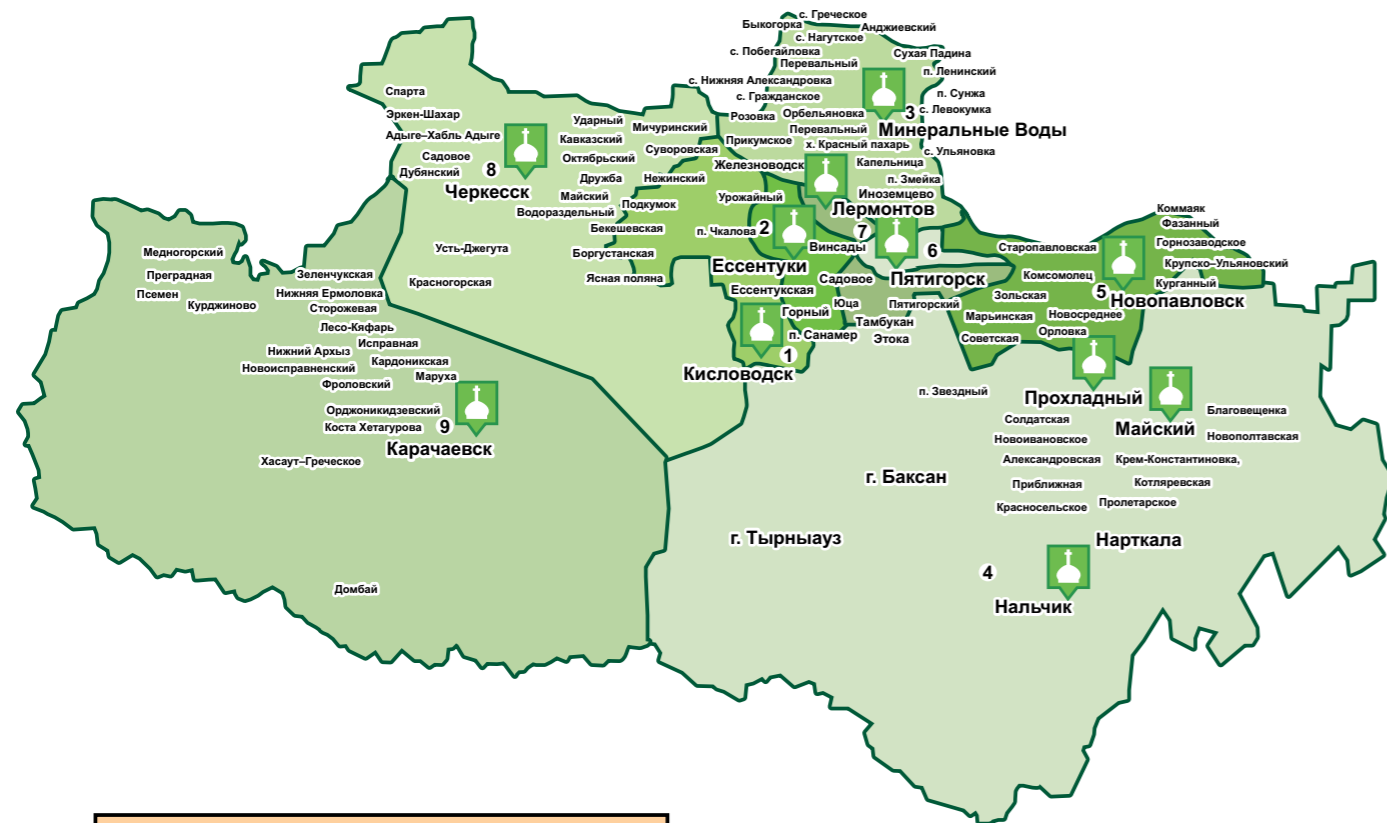 с. Греческое
Быкогорка
Анджиевский
с. Нагутское
с. Побегайловка
Сухая Падина
Перевальный
п. Ленинский
с. Нижняя Александровка
п. Сунжа
с. Гражданское
3
с. Левокумка
Розовка
Орбельяновка
Минеральные Воды
Перевальный
Прикумское
х. Красный пахарь
с. Ульяновка
Железноводск
Капельница
п. Змейка
Иноземцево
Лермонтов
7
Спарта
Эркен-Шахар
Адыге–Хабль Адыге
Садовое
8
Дубянский
Черкесск
Ударный
Мичуринский
Кавказский
Суворовская
Октябрьский
Дружба
Нежинский
Майский
Водораздельный
Подкумок
Бекешевская
Усть-Джегута
Боргустанская
Красногорская
Ясная поляна
Урожайный
п. Чкалова
2
Винсады
Ессентуки
6
Пятигорск
Ессентукская
Садовое
Горный
Юца
Пятигорский
Тамбукан
п. Санамер
Этока
1
Кисловодск
Коммаяк
Фазанный
Старопавловская
Горнозаводское
Крупско–Ульяновский
Комсомолец
Курганный
5
Зольская
Новопавловск
Марьинская
Новосреднее
Орловка
Советская
Медногорский
Преградная
Зеленчукская
Псемен
Нижняя Ермоловка
Курджиново
Сторожевая
Лесо-Кяфарь
Исправная
Нижний Архыз
Кардоникская
Новоисправненский
Маруха
Фроловский
Орджоникидзевский
Коста Хетагурова
9
Карачаевск
Хасаут–Греческое
Домбай
п. Звездный
Прохладный
Майский
Благовещенка
Солдатская
Новоивановское
Новополтавская
Александровская
Крем-Константиновка,
г. Баксан
Приближная
Котляревская
Красносельское
Пролетарское
г. Тырныауз
Нарткала
4
Нальчик